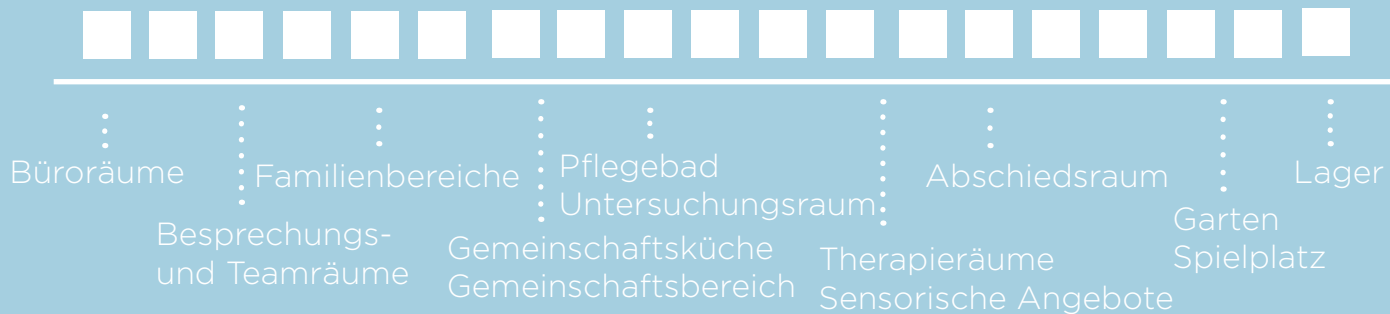 Büroräume
Besprechungs-
und Teamräume
Familienbereiche
Gemeinschaftsküche
Gemeinschaftsbereich
Pflegebad
Untersuchungsraum
Therapieräume
Sensorische Angebote
Abschiedsraum
Garten
Spielplatz
Lager